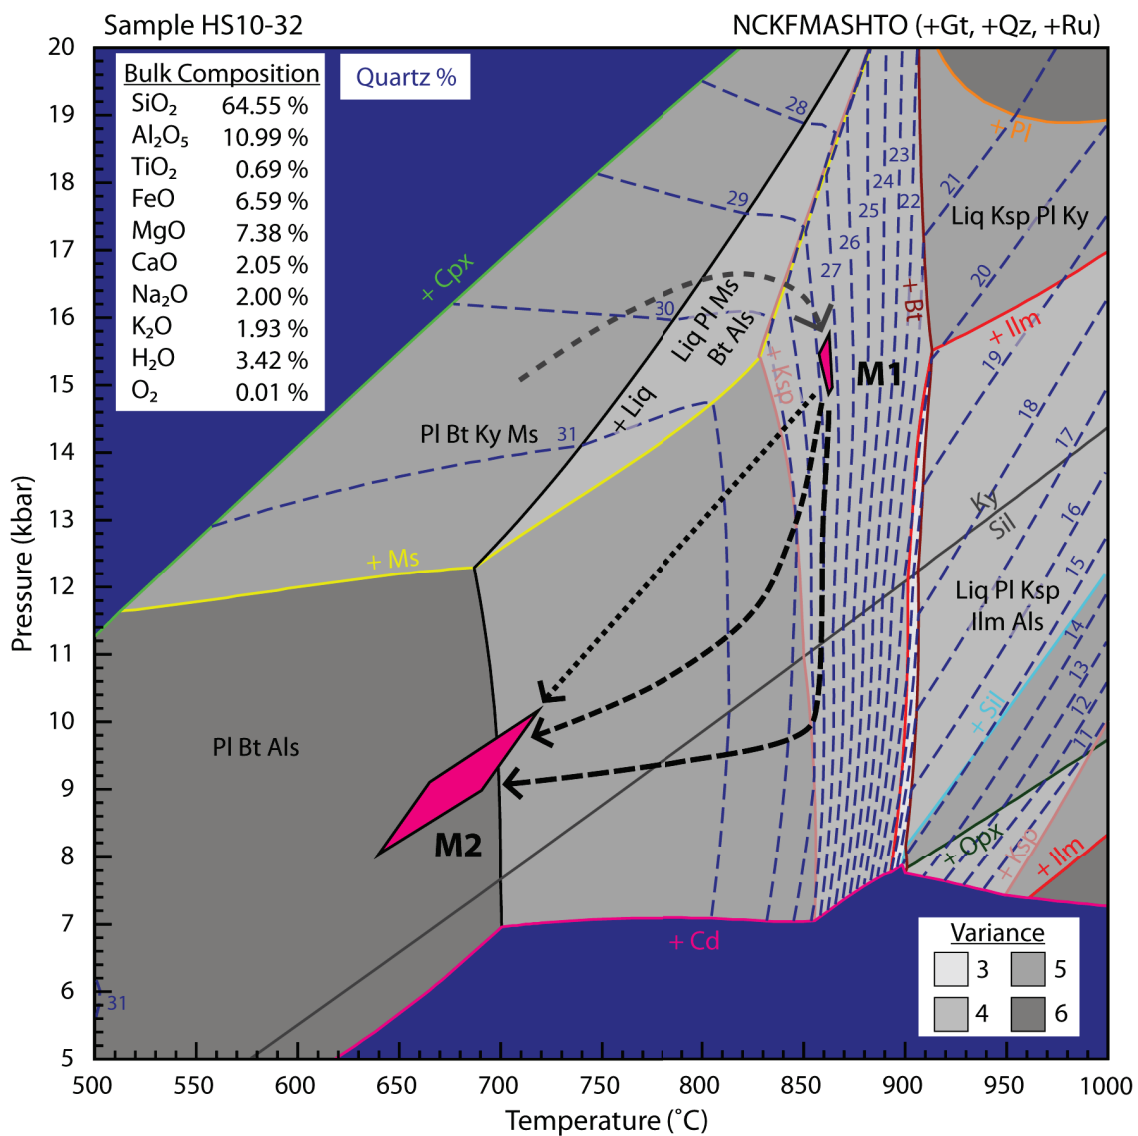 Sample HS10-32
NCKFMASHTO (+Gt, +Qz, +Ru)
Bulk Composition
SiO₂ 64.55 %
Al₂O₅ 10.99 %
TiO₂ 0.69 %
FeO 6.59 %
MgO 7.38 %
CaO 2.05 %
Na₂O 2.00 %
K₂O 1.93 %
H₂O 3.42 %
O₂ 0.01 %
Quartz %
28
29
30
31
27
26
25
24
23
22
21
20
19
18
17
16
15
14
13
12
11
31
+ Cpx
+ Pl
+ Bt
+ Ilm
+ Ksp
+ Liq
+ Ms
Liq Pl Ms
Bt Als
Liq Ksp Pl Ky
Pl Bt Ky Ms
M1
Ky
Sil
Liq Pl Ksp
Ilm Als
+ Sil
Pl Bt Als
M2
+ Opx
+ Ksp
+ Ilm
+ Cd
Variance
3 5
4 6
Pressure (kbar)
20
19
18
17
16
15
14
13
12
11
10
9
8
7
6
5
500 550 600 650 700 750 800 850 900 950 1000
Temperature (˚C)